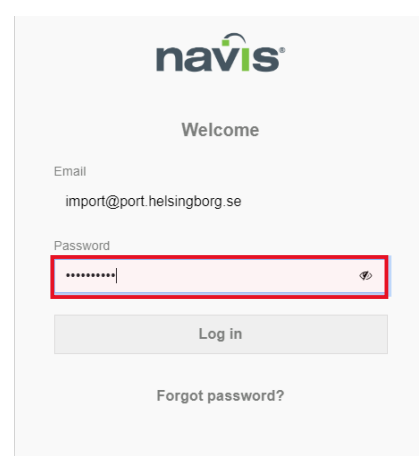 navis®
Welcome
Email
import@port.helsingborg.se
Password
••••••••••
Log in
Forgot password?